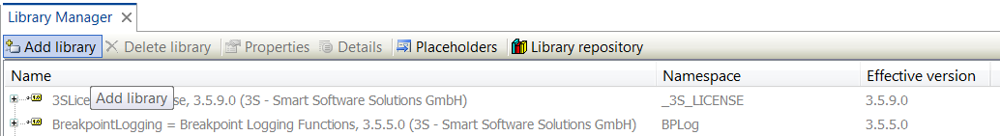 Library Manager
Add library Delete library Properties Details Placeholders Library repository
Name Namespace Effective version
3SLice se, 3.5.9.0 (3S - Smart Software Solutions GmbH) _3S_LICENSE 3.5.9.0
Add library
BreakpointLogging = Breakpoint Logging Functions, 3.5.5.0 (3S - Smart Software Solutions GmbH) BPLog 3.5.5.0